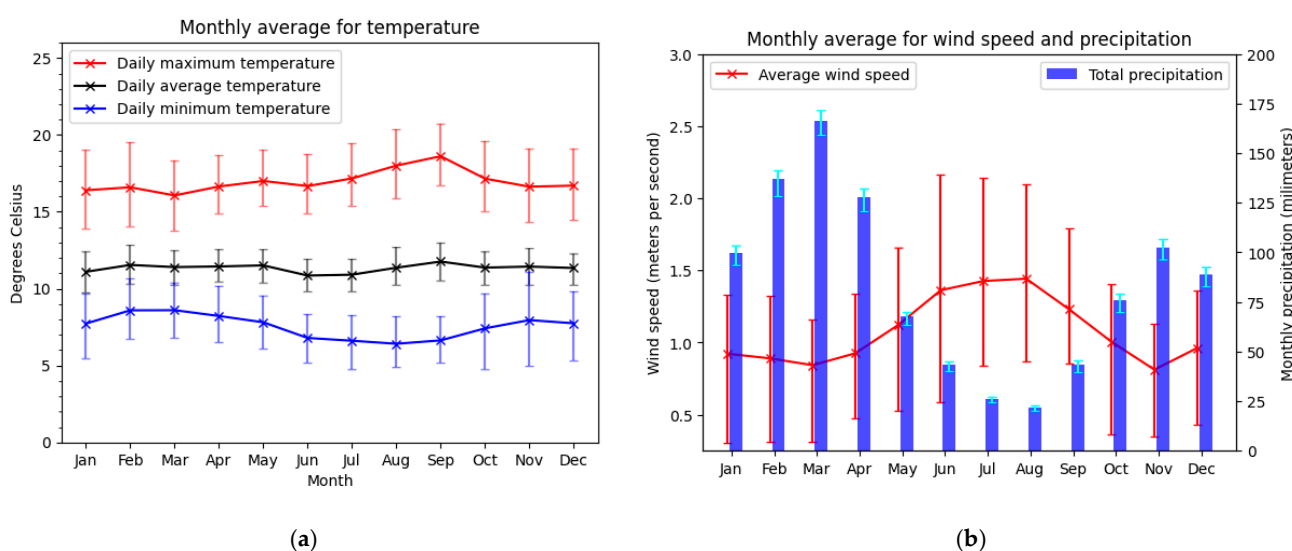 Monthly average for temperature
Degrees Celsius
25
20
15
10
5
0
Daily maximum temperature
Daily average temperature
Daily minimum temperature
Jan Feb Mar Apr May Jun Jul Aug Sep Oct Nov Dec
Month
(a)
Monthly average for wind speed and precipitation
Wind speed (meters per second)
3.0
2.5
2.0
1.5
1.0
0.5
Average wind speed
Total precipitation
200
175
150
125
100
75
50
25
0
Monthly precipitation (milimeters)
Jan Feb Mar Apr May Jun Jul Aug Sep Oct Nov Dec
(b)